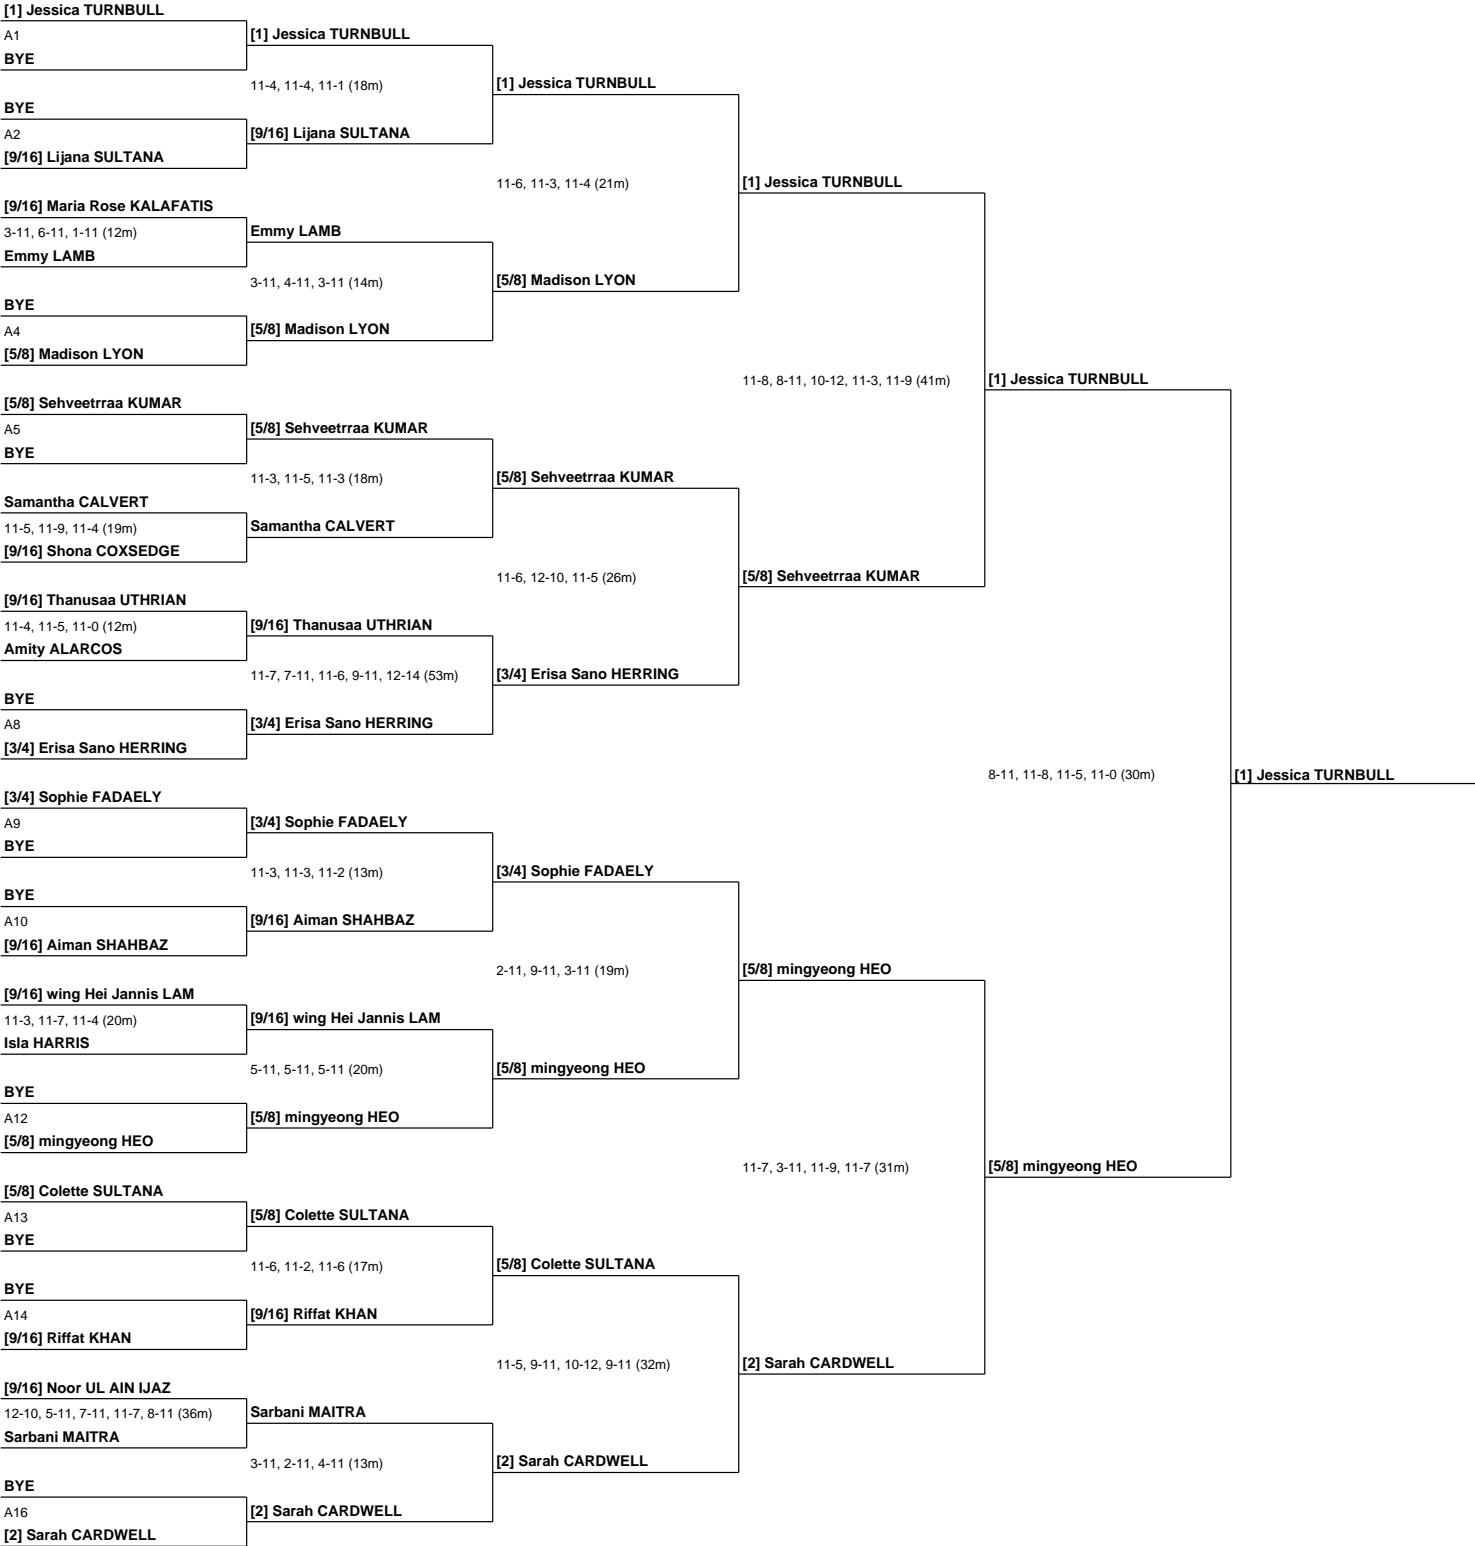 [1] Jessica TURNBULL
A1
[1] Jessica TURNBULL
BYE
11-4, 11-4, 11-1 (18m)
[1] Jessica TURNBULL
BYE
A2
[9/16] Lijana SULTANA
[9/16] Lijana SULTANA
11-6, 11-3, 11-4 (21m)
[1] Jessica TURNBULL
[9/16] Maria Rose KALAFATIS
3-11, 6-11, 1-11 (12m)
Emmy LAMB
Emmy LAMB
3-11, 4-11, 3-11 (14m)
[5/8] Madison LYON
BYE
A4
[5/8] Madison LYON
[5/8] Madison LYON
11-8, 8-11, 10-12, 11-3, 11-9 (41m)
[1] Jessica TURNBULL
[5/8] Sehveetrraa KUMAR
A5
[5/8] Sehveetrraa KUMAR
BYE
11-3, 11-5, 11-3 (18m)
[5/8] Sehveetrraa KUMAR
Samantha CALVERT
11-5, 11-9, 11-4 (19m)
Samantha CALVERT
[9/16] Shona COXSEDGE
11-6, 12-10, 11-5 (26m)
[5/8] Sehveetrraa KUMAR
[9/16] Thanusaa UTHRIAN
11-4, 11-5, 11-0 (12m)
[9/16] Thanusaa UTHRIAN
Amity ALARCOS
11-7, 7-11, 11-6, 9-11, 12-14 (53m)
[3/4] Erisa Sano HERRING
BYE
A8
[3/4] Erisa Sano HERRING
[3/4] Erisa Sano HERRING
8-11, 11-8, 11-5, 11-0 (30m)
[1] Jessica TURNBULL
[3/4] Sophie FADAELY
A9
[3/4] Sophie FADAELY
BYE
11-3, 11-3, 11-2 (13m)
[3/4] Sophie FADAELY
BYE
A10
[9/16] Aiman SHAHBAZ
[9/16] Aiman SHAHBAZ
2-11, 9-11, 3-11 (19m)
[5/8] mingyeong HEO
[9/16] wing Hei Jannis LAM
11-3, 11-7, 11-4 (20m)
[9/16] wing Hei Jannis LAM
Isla HARRIS
5-11, 5-11, 5-11 (20m)
[5/8] mingyeong HEO
BYE
A12
[5/8] mingyeong HEO
[5/8] mingyeong HEO
11-7, 3-11, 11-9, 11-7 (31m)
[5/8] mingyeong HEO
[5/8] Colette SULTANA
A13
[5/8] Colette SULTANA
BYE
11-6, 11-2, 11-6 (17m)
[5/8] Colette SULTANA
BYE
A14
[9/16] Riffat KHAN
[9/16] Riffat KHAN
11-5, 9-11, 10-12, 9-11 (32m)
[2] Sarah CARDWELL
[9/16] Noor UL AIN IJAZ
12-10, 5-11, 7-11, 11-7, 8-11 (36m)
Sarbani MAITRA
Sarbani MAITRA
3-11, 2-11, 4-11 (13m)
[2] Sarah CARDWELL
BYE
A16
[2] Sarah CARDWELL
[2] Sarah CARDWELL